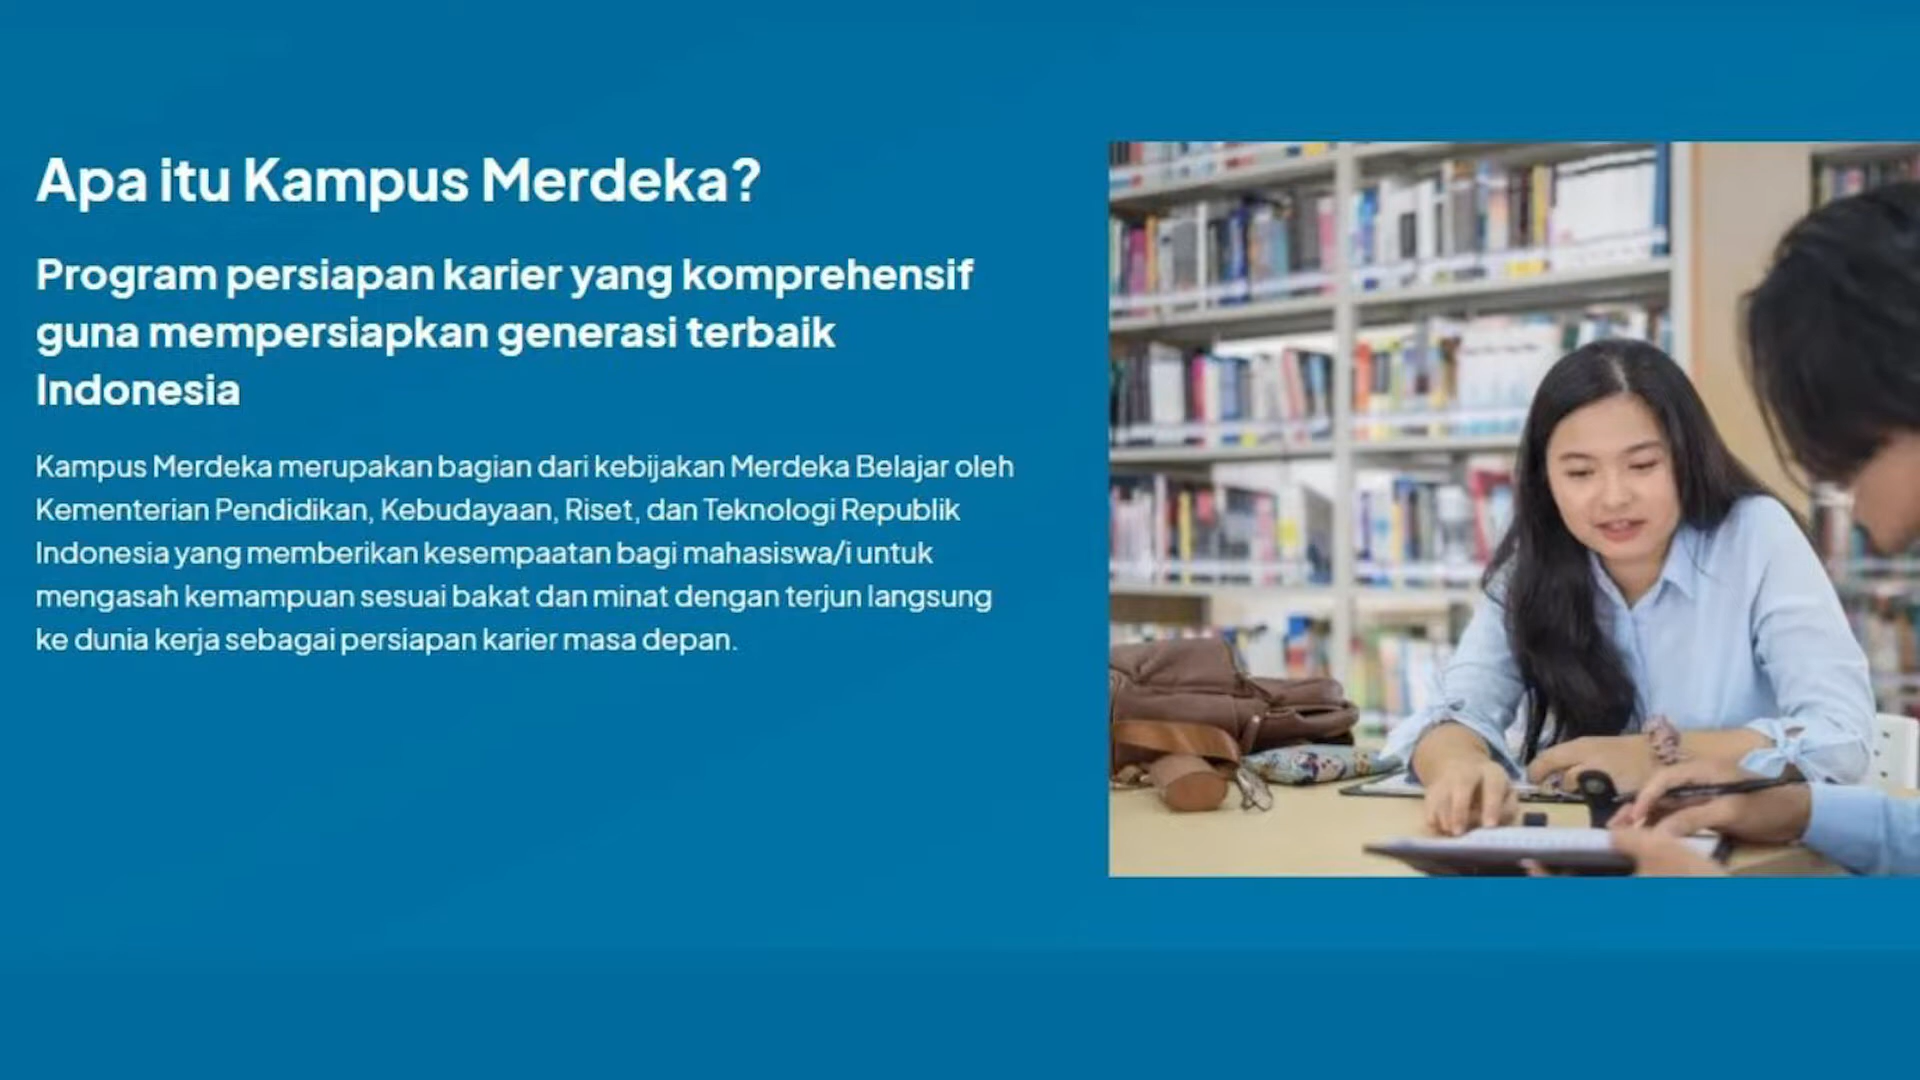 Apa itu Kampus Merdeka?
Program persiapan karier yang komprehensif
guna mempersiapkan generasi terbaik
Indonesia
Kampus Merdeka merupakan bagian dari kebijakan Merdeka Belajar oleh
Kementerian Pendidikan, Kebudayaan, Riset, dan Teknologi Republik
Indonesia yang memberikan kesempaatan bagi mahasiswa/i untuk
mengasah kemampuan sesuai bakat dan minat dengan terjun langsung
ke dunia kerja sebagai persiapan karier masa depan.